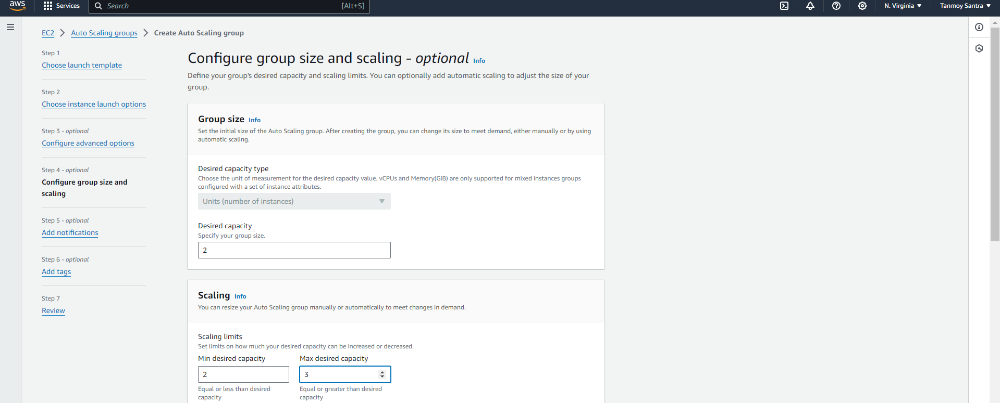 aws
Services
Search
[Alt+S]
N. Virginia
Tanmoy Santra
EC2
Auto Scaling groups
Create Auto Scaling group
Step 1
Choose launch template
Step 2
Choose instance launch options
Step 3 - optional
Configure advanced options
Step 4 - optional
Configure group size and
scaling
Step 5 - optional
Add notifications
Step 6 - optional
Add tags
Step 7
Review
Configure group size and scaling - optional Info
Define your group's desired capacity and scaling limits. You can optionally add automatic scaling to adjust the size of your
group.
Group size Info
Set the initial size of the Auto Scaling group. After creating the group, you can change its size to meet demand, either manually or by using
automatic scaling.
Desired capacity type
Choose the unit of measurement for the desired capacity value. vCPUs and Memory(GiB) are only supported for mixed instances groups
configured with a set of instance attributes.
Units (number of instances)
Desired capacity
Specify your group size.
2
Scaling Info
You can resize your Auto Scaling group manually or automatically to meet changes in demand.
Scaling limits
Set limits on how much your desired capacity can be increased or decreased.
Min desired capacity
2
Equal or less than desired
capacity
Max desired capacity
3
Equal or greater than desired
capacity